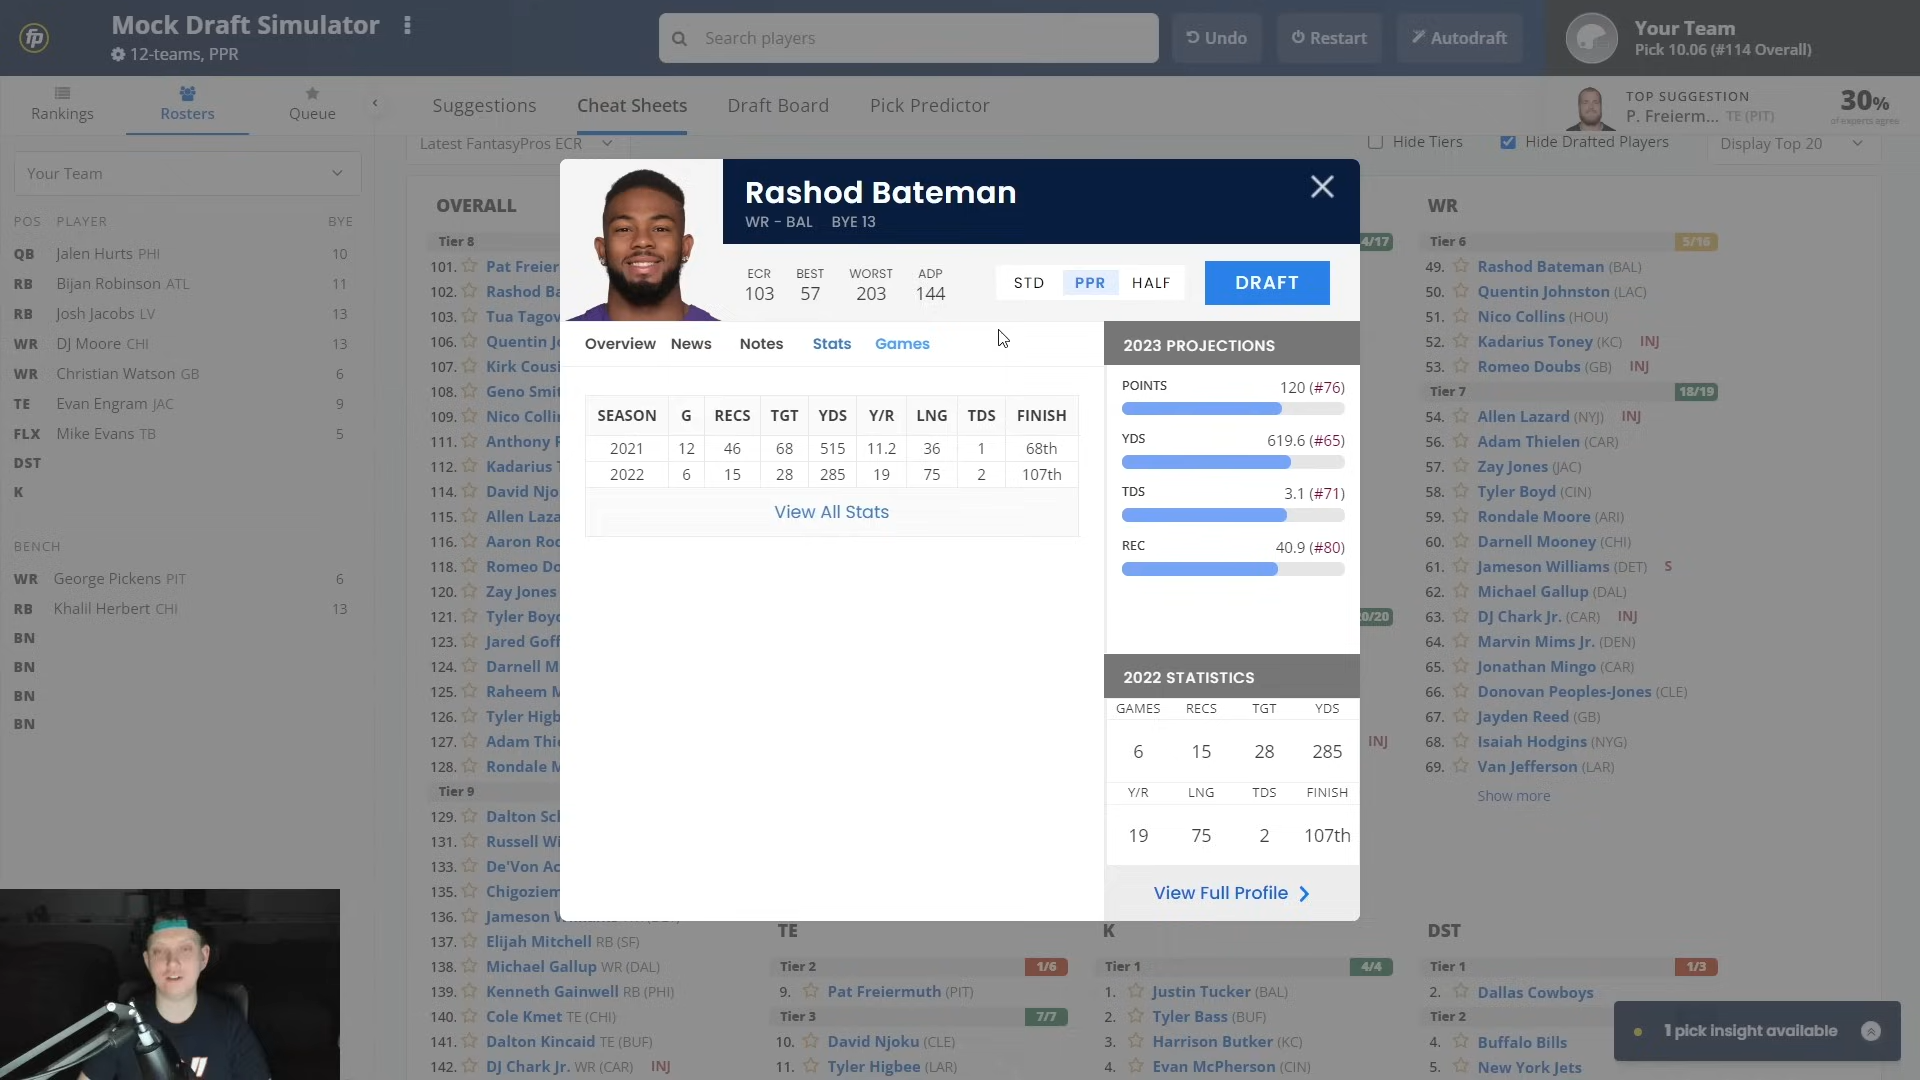 fp
Mock Draft Simulator
12-teams, PPR
Search players
Undo
Restart
Autodraft
Your Team
Pick 10.06 (#114 Overall)
Rankings
Rosters
Queue
Suggestions
Cheat Sheets
Draft Board
Pick Predictor
TOP SUGGESTION
P. Freierm... TE (PIT)
30%
of experts agree
Your Team
POS PLAYER BYE
QB Jalen Hurts PHI 10
RB Bijan Robinson ATL 11
RB Josh Jacobs LV 13
WR DJ Moore CHI 13
WR Christian Watson GB 6
TE Evan Engram JAC 9
FLX Mike Evans TB 5
DST
K
BENCH
WR George Pickens PIT 6
RB Khalil Herbert CHI 13
BN
BN
BN
BN
Latest FantasyPros ECR
Hide Tiers
Hide Drafted Players
Display Top 20
OVERALL
Tier 8
101. Pat Freier
102. Rashod Ba
103. Tua Tagov
106. Quentin Jo
107. Kirk Cousi
108. Geno Smit
109. Nico Collin
111. Anthony R
112. Kadarius T
114. David Njo
115. Allen Laza
116. Aaron Roc
118. Romeo Do
120. Zay Jones
121. Tyler Boyc
123. Jared Goff
124. Darnell M
125. Raheem M
126. Tyler Higb
127. Adam Thie
128. Rondale M
Tier 9
129. Dalton Sch
131. Russell Wi
133. De'Von Ac
135. Chigoziem
136. Jameson
137. Elijah Mitchell RB (SF)
138. Michael Gallup WR (DAL)
139. Kenneth Gainwell RB (PHI)
140. Cole Kmet TE (CHI)
141. Dalton Kincaid TE (BUF)
142. DJ Chark Jr. WR (CAR) INJ
Rashod Bateman
WR - BAL BYE 13
ECR BEST WORST ADP
103 57 203 144
STD PPR HALF
DRAFT
Overview News Notes Stats Games
SEASON G RECS TGT YDS Y/R LNG TDS FINISH
2021 12 46 68 515 11.2 36 1 68th
2022 6 15 28 285 19 75 2 107th
View All Stats
2023 PROJECTIONS
POINTS 120 (#76)
YDS 619.6 (#65)
TDS 3.1 (#71)
REC 40.9 (#80)
2022 STATISTICS
GAMES RECS TGT YDS
6 15 28 285
Y/R LNG TDS FINISH
19 75 2 107th
View Full Profile
4/17
0/20
INJ
WR
Tier 6 5/16
49. Rashod Bateman (BAL)
50. Quentin Johnston (LAC)
51. Nico Collins (HOU)
52. Kadarius Toney (KC) INJ
53. Romeo Doubs (GB) INJ
Tier 7 18/19
54. Allen Lazard (NYJ) INJ
56. Adam Thielen (CAR)
57. Zay Jones (JAC)
58. Tyler Boyd (CIN)
59. Rondale Moore (ARI)
60. Darnell Mooney (CHI)
61. Jameson Williams (DET) S
62. Michael Gallup (DAL)
63. DJ Chark Jr. (CAR) INJ
64. Marvin Mims Jr. (DEN)
65. Jonathan Mingo (CAR)
66. Donovan Peoples-Jones (CLE)
67. Jayden Reed (GB)
68. Isaiah Hodgins (NYG)
69. Van Jefferson (LAR)
Show more
TE
Tier 2 1/6
9. Pat Freiermuth (PIT)
Tier 3 7/7
10. David Njoku (CLE)
11. Tyler Higbee (LAR)
K
Tier 1 4/4
1. Justin Tucker (BAL)
2. Tyler Bass (BUF)
3. Harrison Butker (KC)
4. Evan McPherson (CIN)
DST
Tier 1 1/3
2. Dallas Cowboys
Tier 2
4. Buffalo Bills
5. New York Jets
1 pick insight available